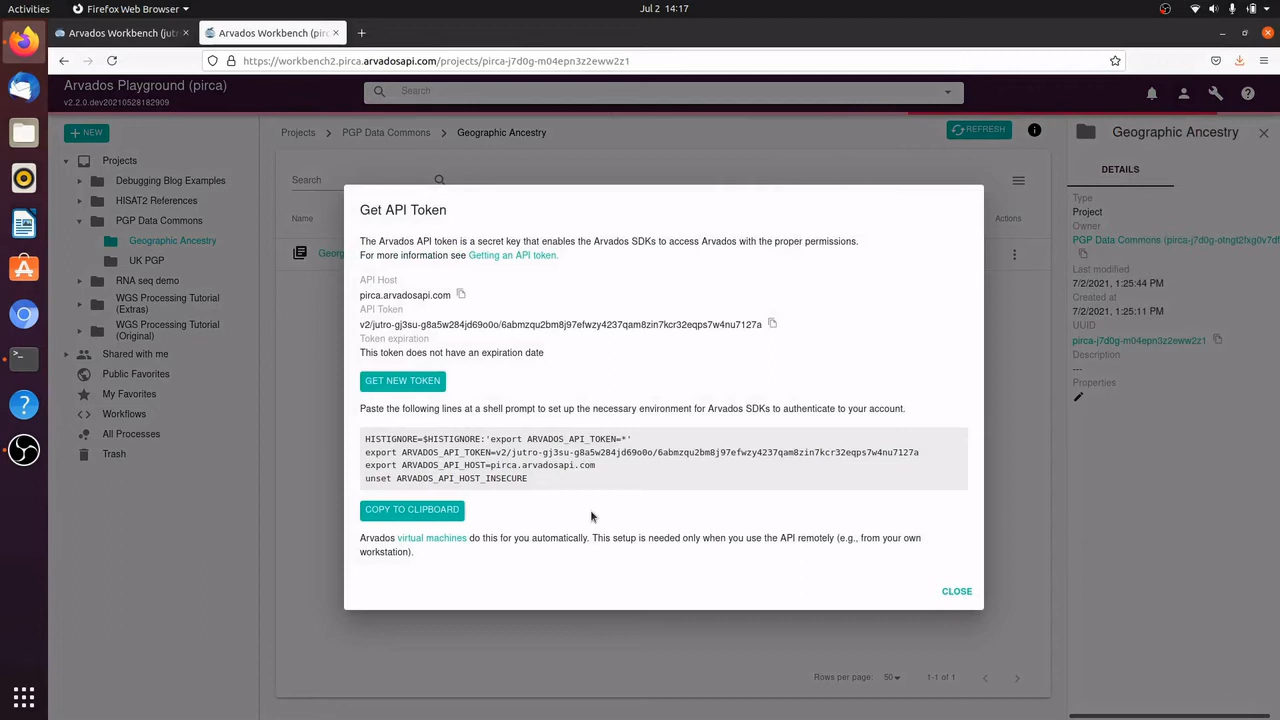 Activities
Firefox Web Browser
Jul 2 14:17
Arvados Workbench (jutr
Arvados Workbench (pirc
https://workbench2.pirca.arvadosapi.com/projects/pirca-j7d0g-m04epn3z2eww2z1
Arvados Playground (pirca)
v2.2.0.dev20210528182909
Search
+ NEW
Projects
Debugging Blog Examples
HISAT2 References
PGP Data Commons
Geographic Ancestry
UK PGP
RNA seq demo
WGS Processing Tutorial
(Extras)
WGS Processing Tutorial
(Original)
Shared with me
Public Favorites
My Favorites
Workflows
All Processes
Trash
Projects
PGP Data Commons
Geographic Ancestry
REFRESH
Search
Name
Actions
Georg
Get API Token
The Arvados API token is a secret key that enables the Arvados SDKs to access Arvados with the proper permissions.
For more information see Getting an API token.
API Host
pirca.arvadosapi.com
API Token
v2/jutro-gj3su-g8a5w284jd69o0o/6abmzqu2bm8j97efwzy4237qam8zin7kcr32eqps7w4nu7127a
Token expiration
This token does not have an expiration date
GET NEW TOKEN
Paste the following lines at a shell prompt to set up the necessary environment for Arvados SDKs to authenticate to your account.
HISTIGNORE=$HISTIGNORE:'export ARVADOS_API_TOKEN=*'
export ARVADOS_API_TOKEN=v2/jutro-gj3su-g8a5w284jd69o0o/6abmzqu2bm8j97efwzy4237qam8zin7kcr32eqps7w4nu7127a
export ARVADOS_API_HOST=pirca.arvadosapi.com
unset ARVADOS_API_HOST_INSECURE
COPY TO CLIPBOARD
Arvados virtual machines do this for you automatically. This setup is needed only when you use the API remotely (e.g., from your own
workstation).
CLOSE
Rows per page: 50
1-1 of 1
Geographic Ancestry
DETAILS
Type
Project
Owner
PGP Data Commons (pirca-j7d0g-otngt2fxg0v7df
Last modified
7/2/2021, 1:25:44 PM
Created at
7/2/2021, 1:25:11 PM
UUID
pirca-j7d0g-m04epn3z2eww2z1
Description
---
Properties